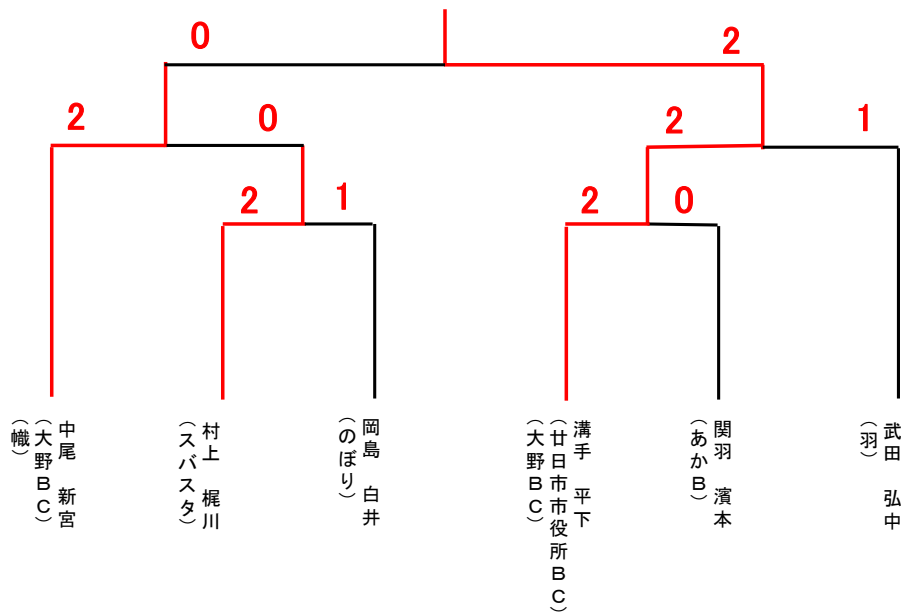 0
2
2
0
2
1
2
1
2
0
中尾 新宮
(大野BC)
(幟)
村上 梶川
(スバスタ)
岡島 白井
(のぼり)
溝手 平下
(廿日市市役所BC)
(大野BC)
関羽 濱本
(あかB)
武田 弘中
(羽)